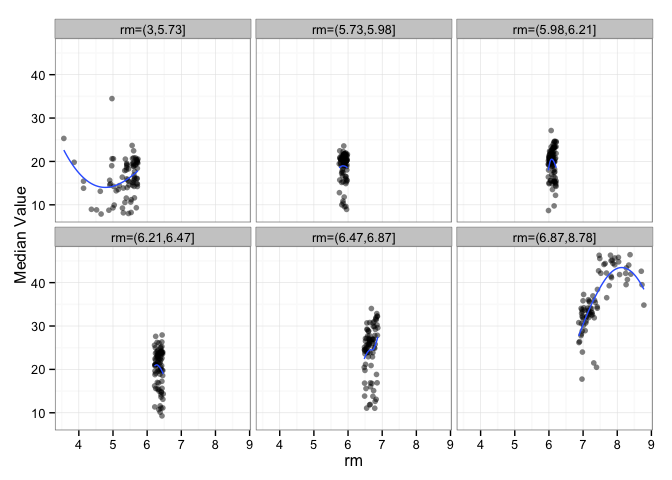 rm=(3,5.73] rm=(5.73,5.98] rm=(5.98,6.21]
40
30
20
10
Median Value
rm=(6.21,6.47] rm=(6.47,6.87] rm=(6.87,8.78]
40
30
20
10
4 5 6 7 8 9 4 5 6 7 8 9 4 5 6 7 8 9
rm